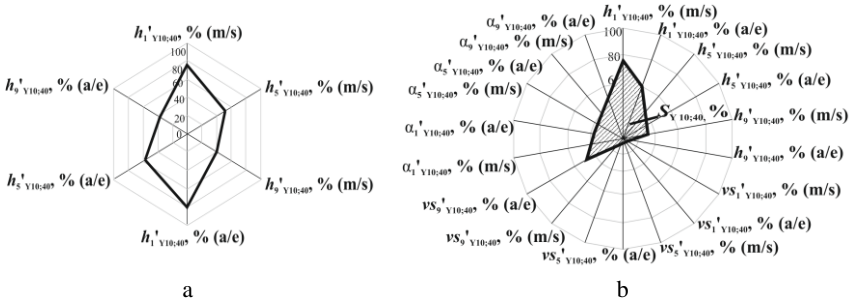 h₁'Y10;40, % (m/s)
100
80
60
40
20
0
h₅'Y10;40, % (m/s)
h₉'Y10;40, % (m/s)
h₁'Y10;40, % (a/e)
h₅'Y10;40, % (a/e)
h₉'Y10;40, % (a/e)
a
h₁'Y10;40, % (m/s)
100
80
6
h₁'Y10;40, % (a/e)
h₅'Y10;40, % (m/s)
h₅'Y10;40, % (a/e)
h₉'Y10;40, % (m/s)
h₉'Y10;40, % (a/e)
vs₁'Y10;40, % (m/s)
vs₁'Y10;40, % (a/e)
vs₅'Y10;40, % (m/s)
vs₅'Y10;40, % (a/e)
vs₉'Y10;40, % (m/s)
vs₉'Y10;40, % (a/e)
α₁'Y10;40, % (m/s)
α₁'Y10;40, % (a/e)
α₅'Y10;40, % (m/s)
α₅'Y10;40, % (a/e)
α₉'Y10;40, % (m/s)
α₉'Y10;40, % (a/e)
S Y10;40, %
b